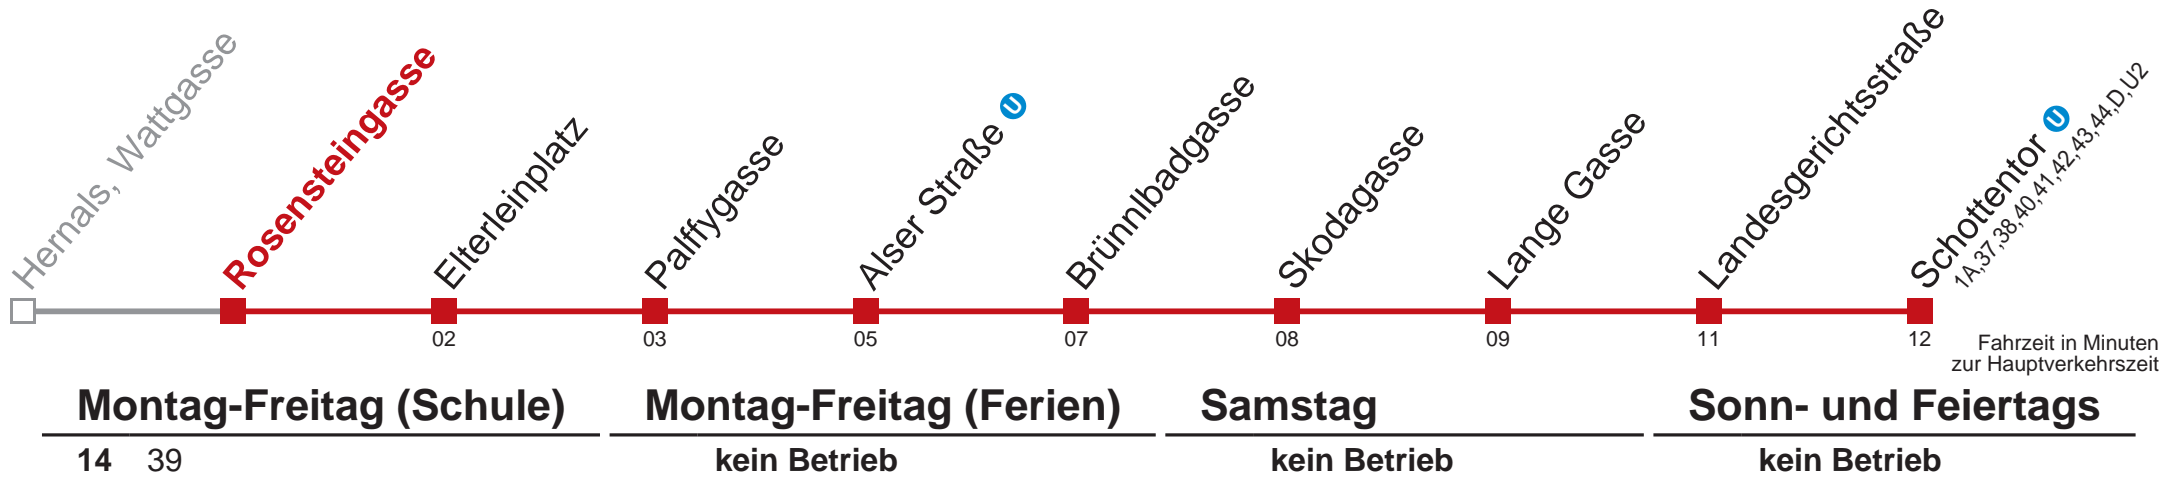 Hernals, Wattgasse
Rosensteingasse
Elterleinplatz
Palffygasse
Alser Straße U
Brünnlbadgasse
Skodagasse
Lange Gasse
Landesgerichtsstraße
Schottentor U
1A,37,38,40,41,42,43,44,D,U2
02 03 05 07 08 09 11 12
Fahrzeit in Minuten
zur Hauptverkehrszeit
Montag-Freitag (Schule) Montag-Freitag (Ferien) Samstag Sonn- und Feiertags
14 39 kein Betrieb kein Betrieb kein Betrieb